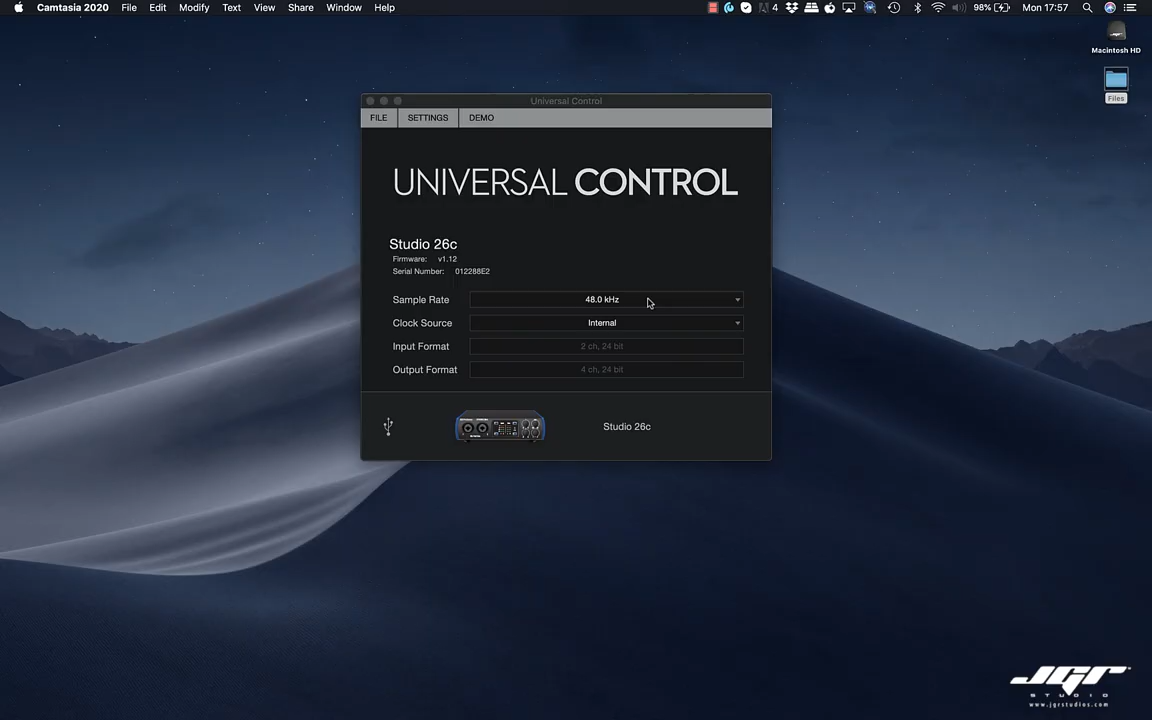 Camtasia 2020 File Edit Modify Text View Share Window Help 4 98% Mon 17:57
Macintosh HD
Files
Universal Control
FILE SETTINGS DEMO
UNIVERSAL CONTROL
Studio 26c
Firmware: v1.12
Serial Number: 012288E2
Sample Rate 48.0 kHz
Clock Source Internal
Input Format 2 ch, 24 bit
Output Format 4 ch, 24 bit
Studio 26c
JGR
STUDIO
www.jgrstudios.com